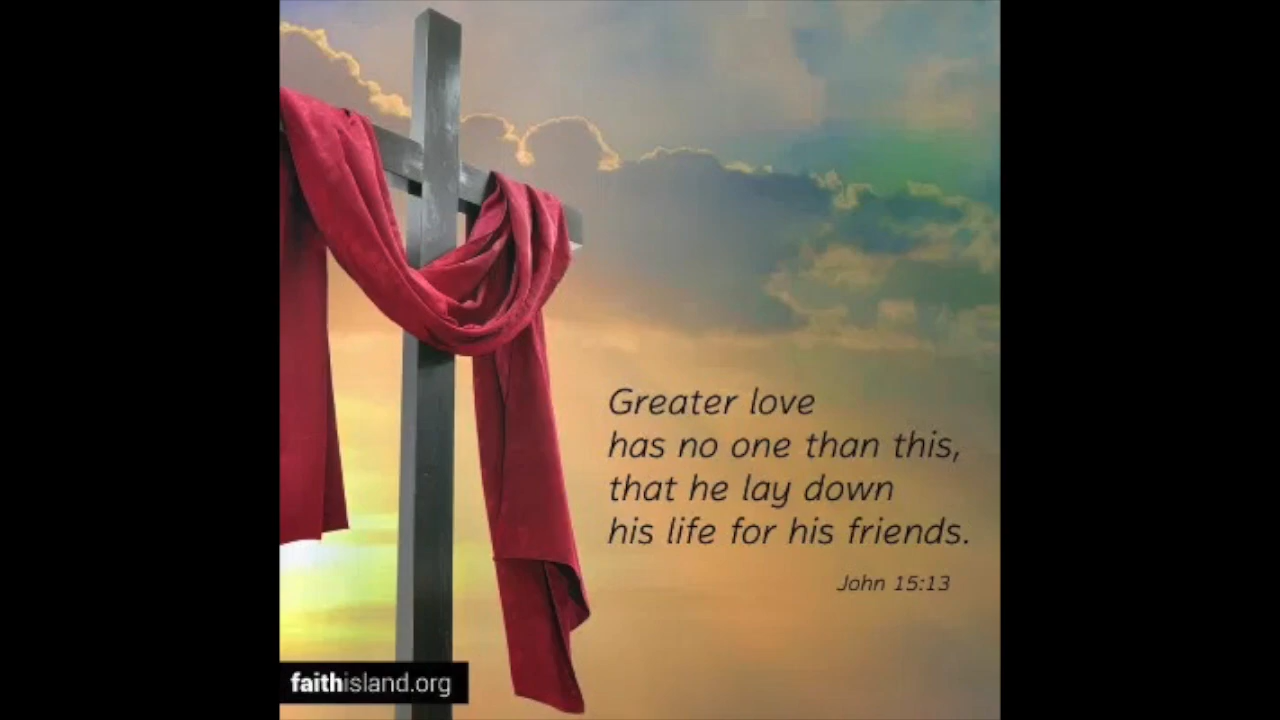 Greater love
has no one than this,
that he lay down
his life for his friends.
John 15:13
faithisland.org